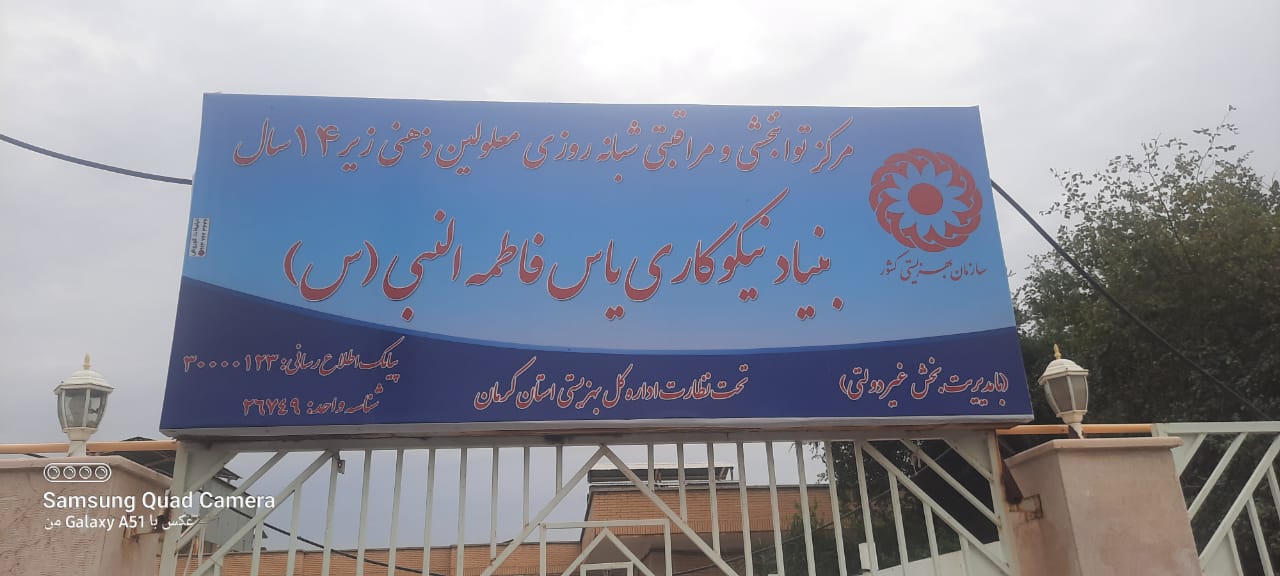 مرکز توانبخشی و مراقبتی شبانه روزی معلولین ذهنی زیر ۱۴ سال
بنیاد نیکوکاری یاس فاطمه النبی (س)
سازمان بهزیستی کشور
(با مدیریت بخش غیر دولتی)
تحت نظارت اداره کل بهزیستی استان کرمان
پیامک اطلاع رسانی: ۳۰۰۰۰۱۲۳
شناسه واحد: ۲۶۷۴۹
Samsung Quad Camera
عکس با Galaxy A51 من